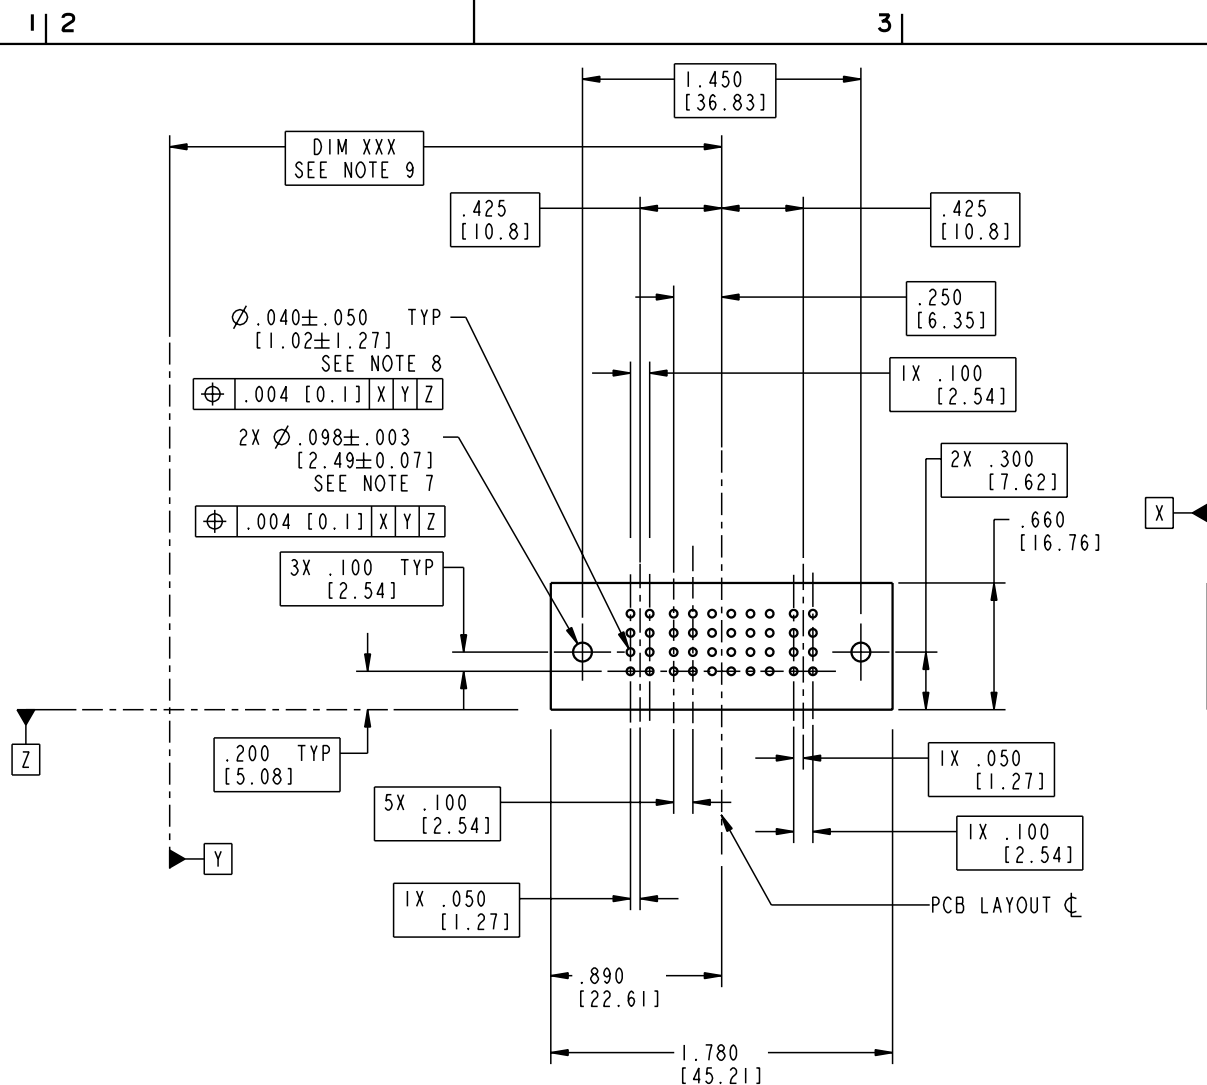 1 2 3
1.450
[36.83]
DIM XXX
SEE NOTE 9
.425
[10.8]
.425
[10.8]
.250
[6.35]
Ø.040±.050 TYP
[1.02±1.27]
SEE NOTE 8
⌖ .004 [0.1] X Y Z
1X .100
[2.54]
2X Ø.098±.003
[2.49±0.07]
SEE NOTE 7
⌖ .004 [0.1] X Y Z
2X .300
[7.62]
X
.660
[16.76]
3X .100 TYP
[2.54]
Z
.200 TYP
[5.08]
1X .050
[1.27]
5X .100
[2.54]
1X .100
[2.54]
Y
1X .050
[1.27]
PCB LAYOUT ℄
.890
[22.61]
1.780
[45.21]